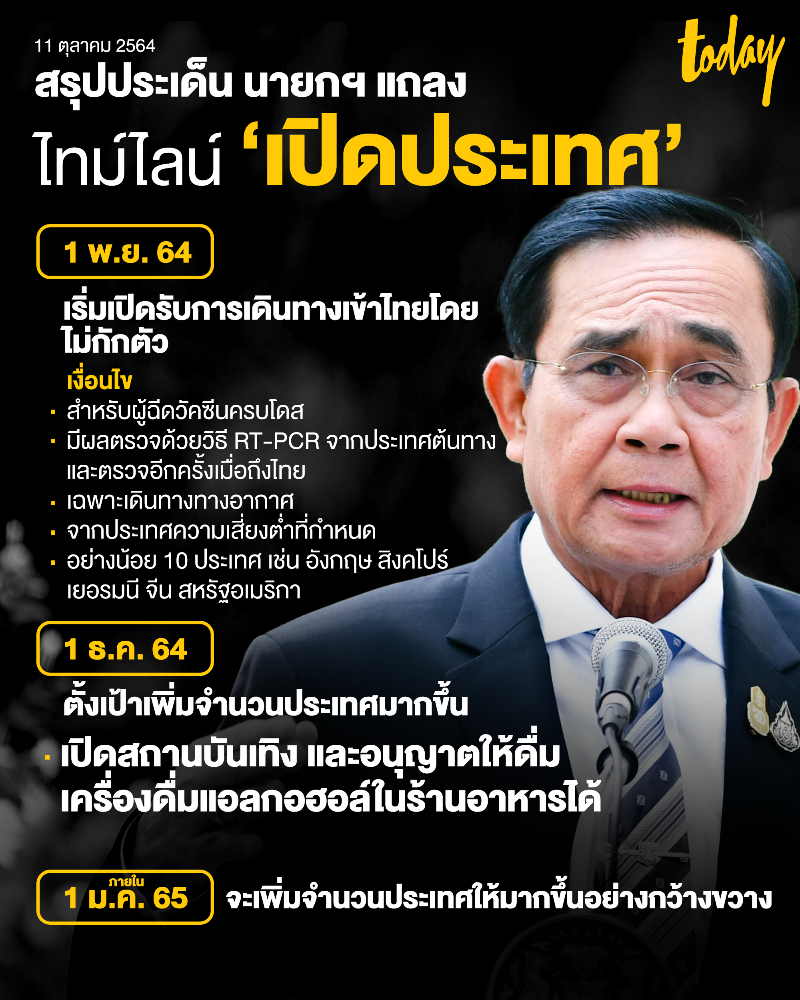 11 ตุลาคม 2564
today
สรุปประเด็น นายกฯ แถลง
ไทม์ไลน์ ‘เปิดประเทศ’
1 พ.ย. 64
เริ่มเปิดรับการเดินทางเข้าไทยโดย
ไม่กักตัว
เงื่อนไข
· สำหรับผู้ฉีดวัคซีนครบโดส
· มีผลตรวจด้วยวิธี RT-PCR จากประเทศต้นทาง
และตรวจอีกครั้งเมื่อถึงไทย
· เฉพาะเดินทางทางอากาศ
· จากประเทศความเสี่ยงต่ำที่กำหนด
· อย่างน้อย 10 ประเทศ เช่น อังกฤษ สิงคโปร์
เยอรมนี จีน สหรัฐอเมริกา
1 ธ.ค. 64
ตั้งเป้าเพิ่มจำนวนประเทศมากขึ้น
· เปิดสถานบันเทิง และอนุญาตให้ดื่ม
เครื่องดื่มแอลกอฮอล์ในร้านอาหารได้
ภายใน
1 ม.ค. 65
จะเพิ่มจำนวนประเทศให้มากขึ้นอย่างกว้างขวาง